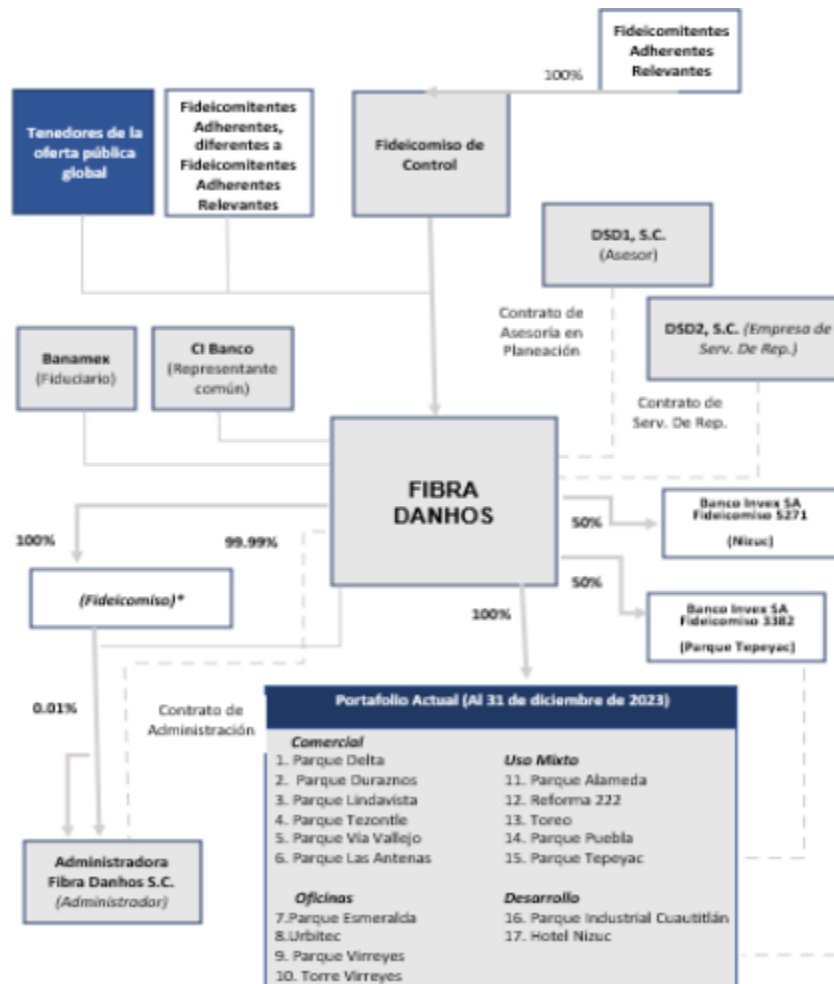 Fideicomitentes
Adherentes
Relevantes
100%
Tenedores de la
oferta pública
global
Fideicomitentes
Adherentes,
diferentes a
Fideicomitentes
Adherentes
Relevantes
Fideicomiso de
Control
DSD1, S.C.
(Asesor)
Contrato de
Asesoría en
Planeación
DSD2, S.C. (Empresa de
Serv. De Rep.)
Contrato de
Serv. De Rep.
Banamex
(Fiduciario)
CI Banco
(Representante
común)
FIBRA
DANHOS
100%
99.99%
50%
Banco Invex SA
Fideicomiso 5271
(Nizuc)
50%
Banco Invex SA
Fideicomiso 3382
(Parque Tepeyac)
(Fideicomiso)*
100%
0.01%
Contrato de
Administración
Administradora
Fibra Danhos S.C.
(Administrador)
Portafolio Actual (Al 31 de diciembre de 2023)
Comercial
1. Parque Delta
2. Parque Duraznos
3. Parque Lindavista
4. Parque Tezontle
5. Parque Vía Vallejo
6. Parque Las Antenas
Oficinas
7.Parque Esmeralda
8.Urbitec
9. Parque Virreyes
10. Torre Virreyes
Uso Mixto
11. Parque Alameda
12. Reforma 222
13. Toreo
14. Parque Puebla
15. Parque Tepeyac
Desarrollo
16. Parque Industrial Cuautitlán
17. Hotel Nizuc